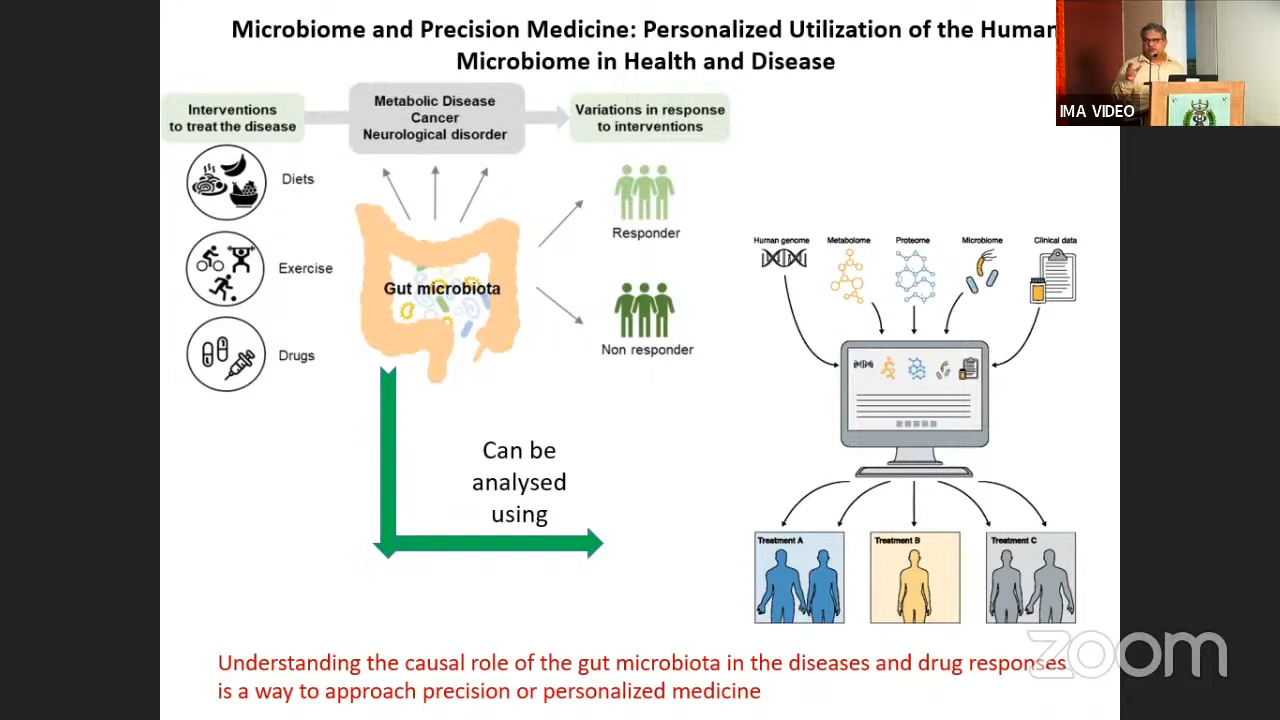 Microbiome and Precision Medicine: Personalized Utilization of the Human
Microbiome in Health and Disease
IMA VIDEO
Interventions
to treat the disease
Metabolic Disease
Cancer
Neurological disorder
Variations in response
to interventions
Diets
Exercise
Drugs
Gut microbiota
Responder
Non responder
Human genome
Metabolome
Proteome
Microbiome
Clinical data
Can be
analysed
using
Treatment A
Treatment B
Treatment C
zoom
Understanding the causal role of the gut microbiota in the diseases and drug responses
is a way to approach precision or personalized medicine